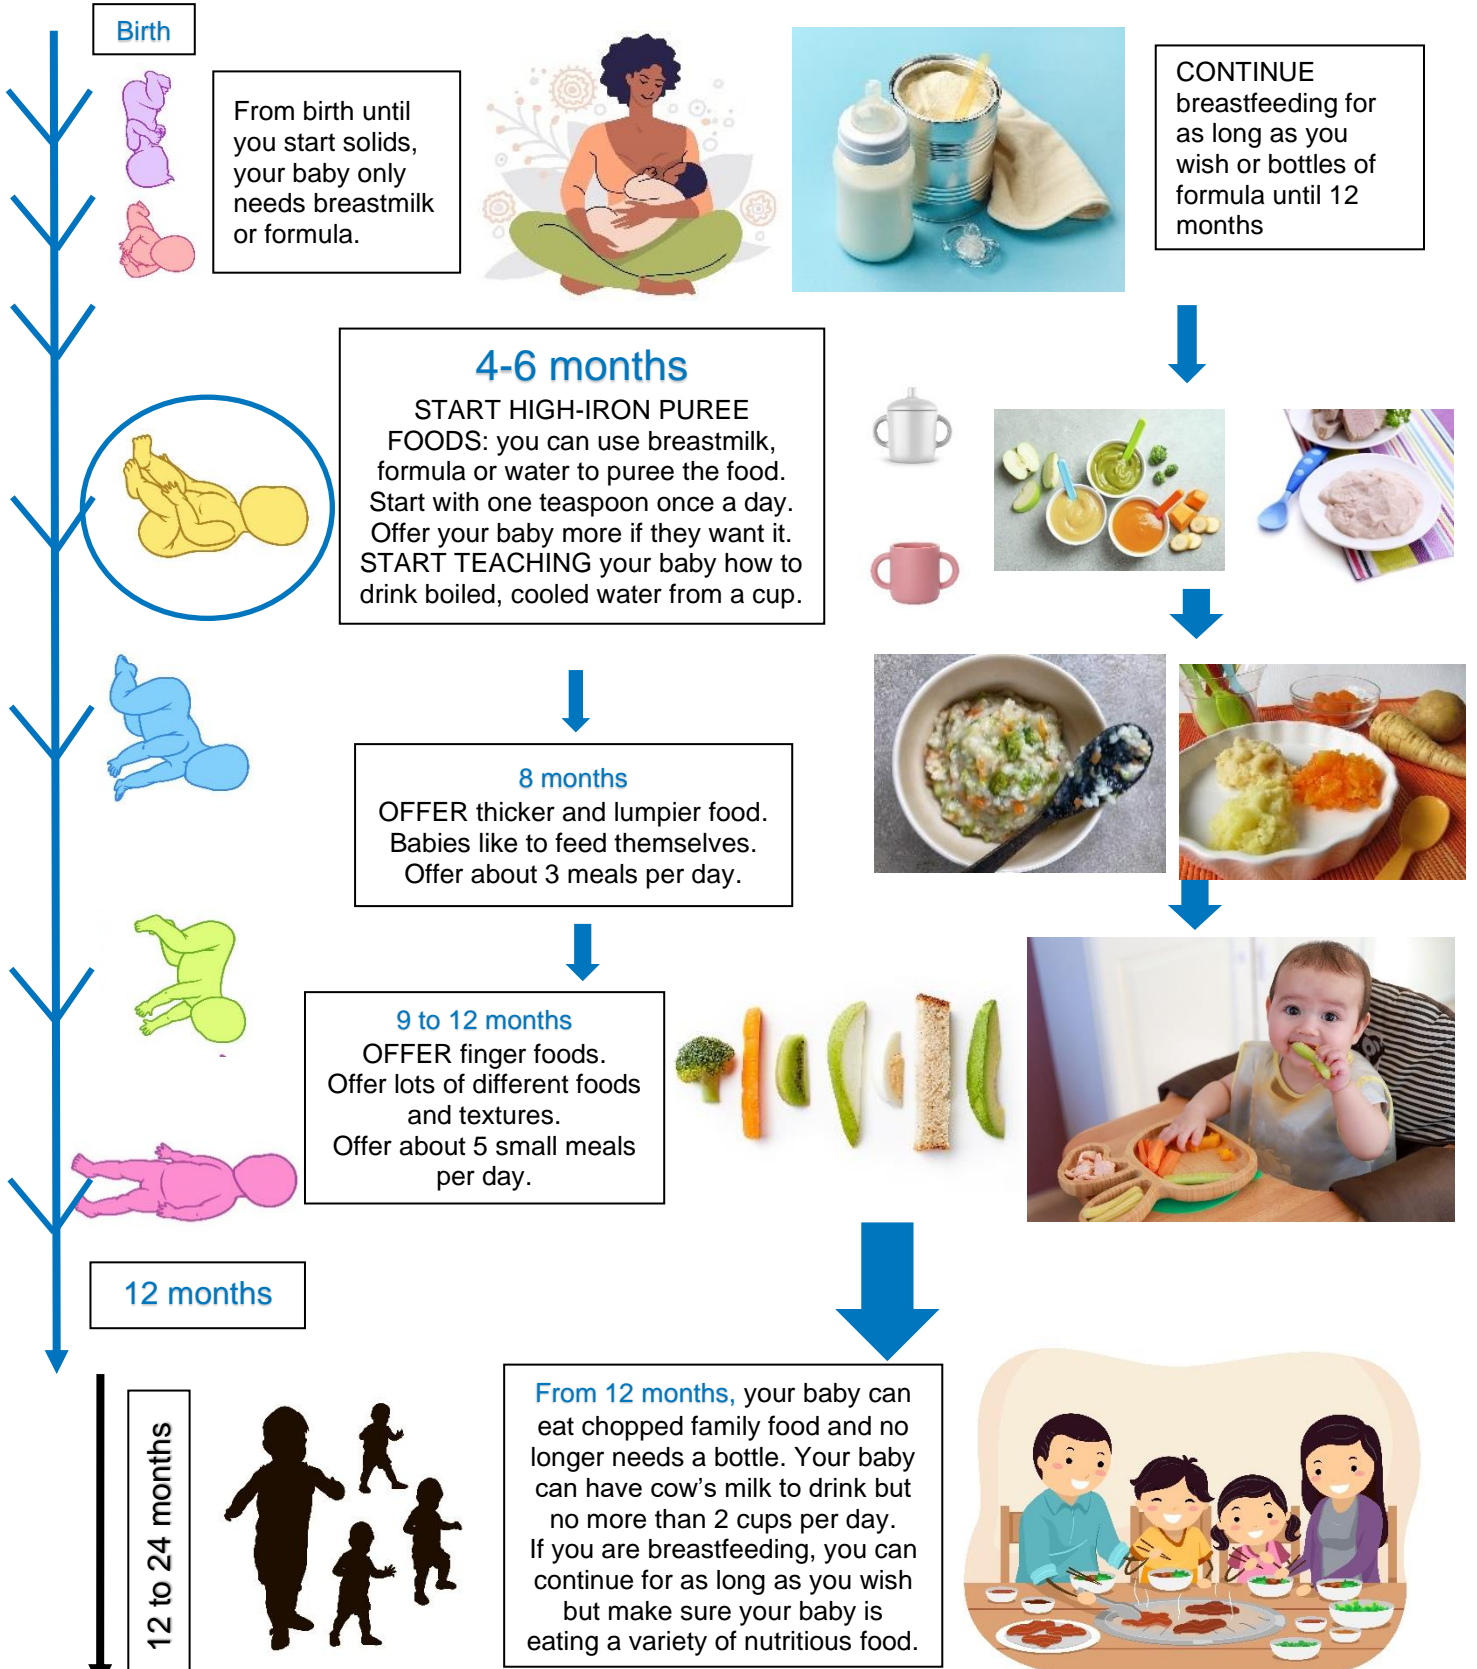 Birth
From birth until
you start solids,
your baby only
needs breastmilk
or formula.
CONTINUE
breastfeeding for
as long as you
wish or bottles of
formula until 12
months
4-6 months
START HIGH-IRON PUREE
FOODS: you can use breastmilk,
formula or water to puree the food.
Start with one teaspoon once a day.
Offer your baby more if they want it.
START TEACHING your baby how to
drink boiled, cooled water from a cup.
8 months
OFFER thicker and lumpier food.
Babies like to feed themselves.
Offer about 3 meals per day.
9 to 12 months
OFFER finger foods.
Offer lots of different foods
and textures.
Offer about 5 small meals
per day.
12 months
12 to 24 months
From 12 months, your baby can
eat chopped family food and no
longer needs a bottle. Your baby
can have cow’s milk to drink but
no more than 2 cups per day.
If you are breastfeeding, you can
continue for as long as you wish
but make sure your baby is
eating a variety of nutritious food.